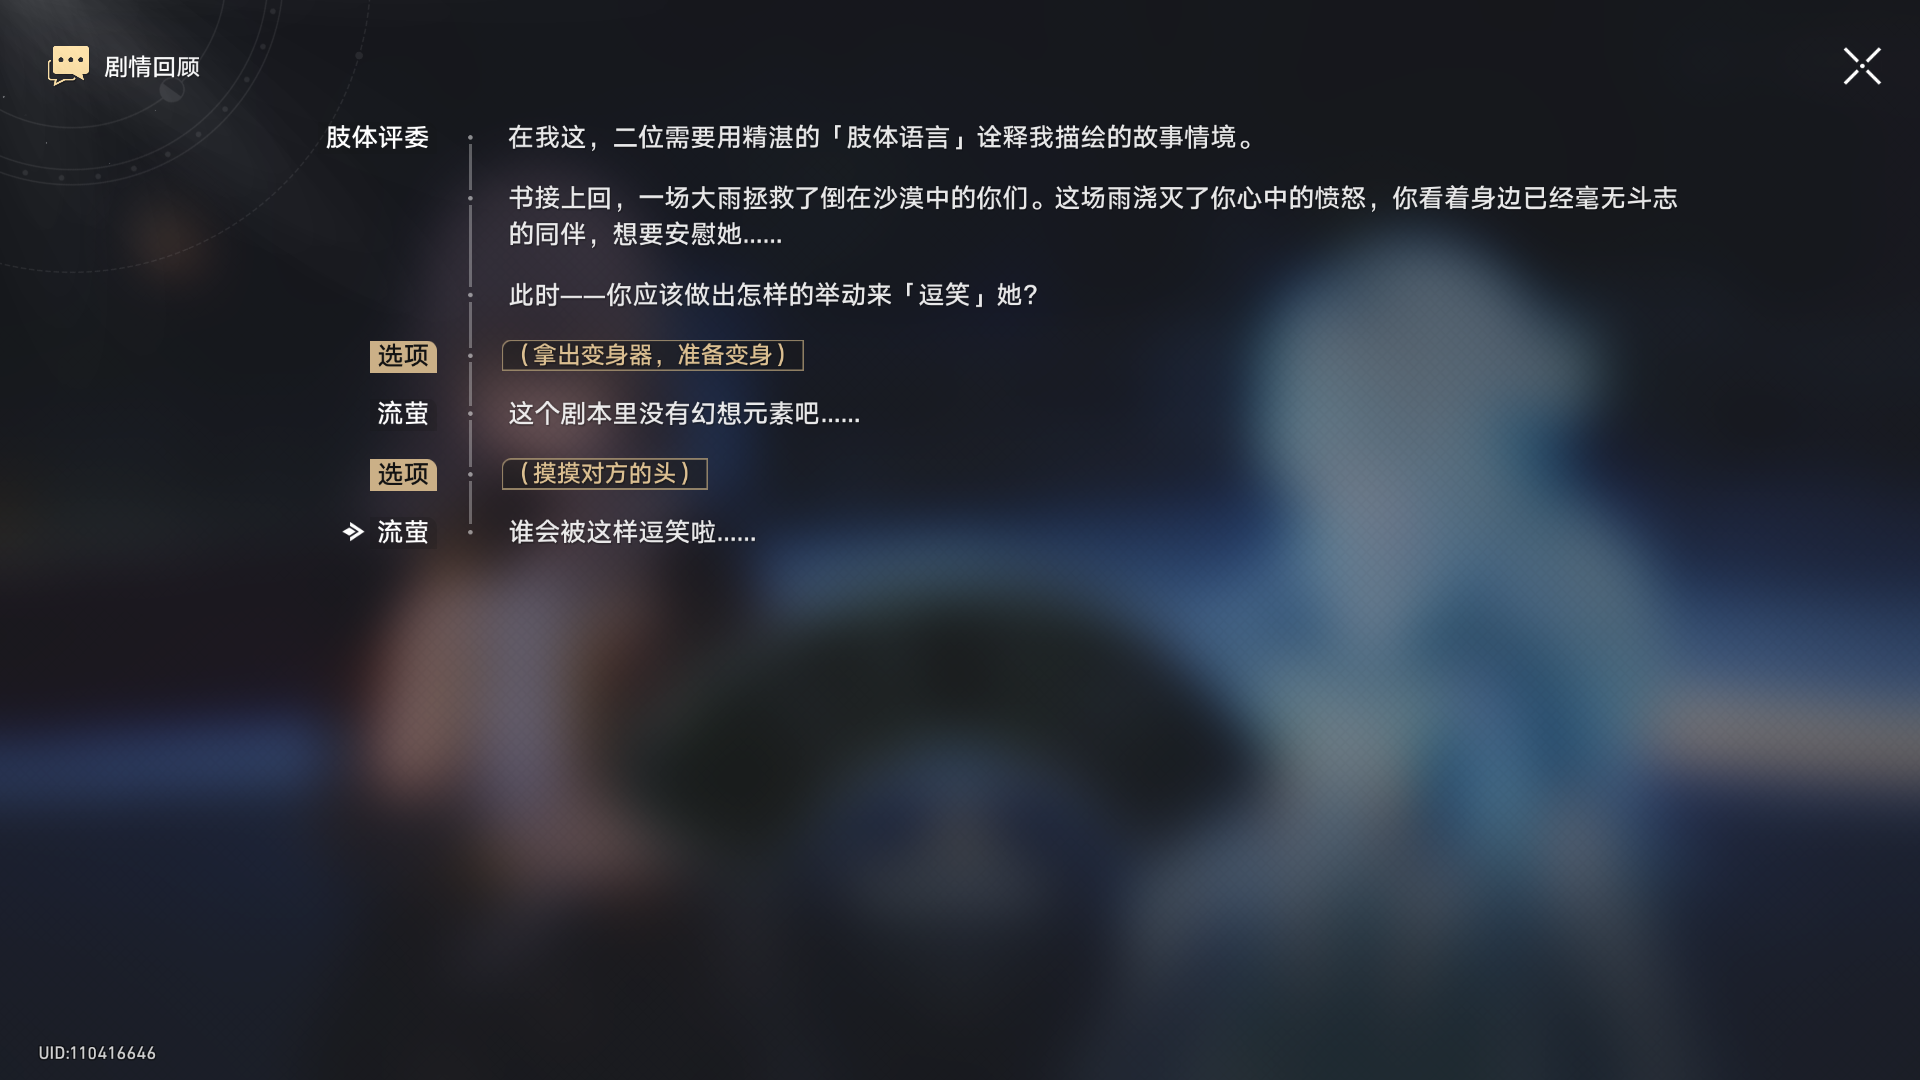 剧情回顾
肢体评委
在我这，二位需要用精湛的「肢体语言」诠释我描绘的故事情境。
书接上回，一场大雨拯救了倒在沙漠中的你们。这场雨浇灭了你心中的愤怒，你看着身边已经毫无斗志
的同伴，想要安慰她......
此时——你应该做出怎样的举动来「逗笑」她？
选项
（拿出变身器，准备变身）
流萤
这个剧本里没有幻想元素吧......
选项
（摸摸对方的头）
流萤
谁会被这样逗笑啦......
UID:110416646